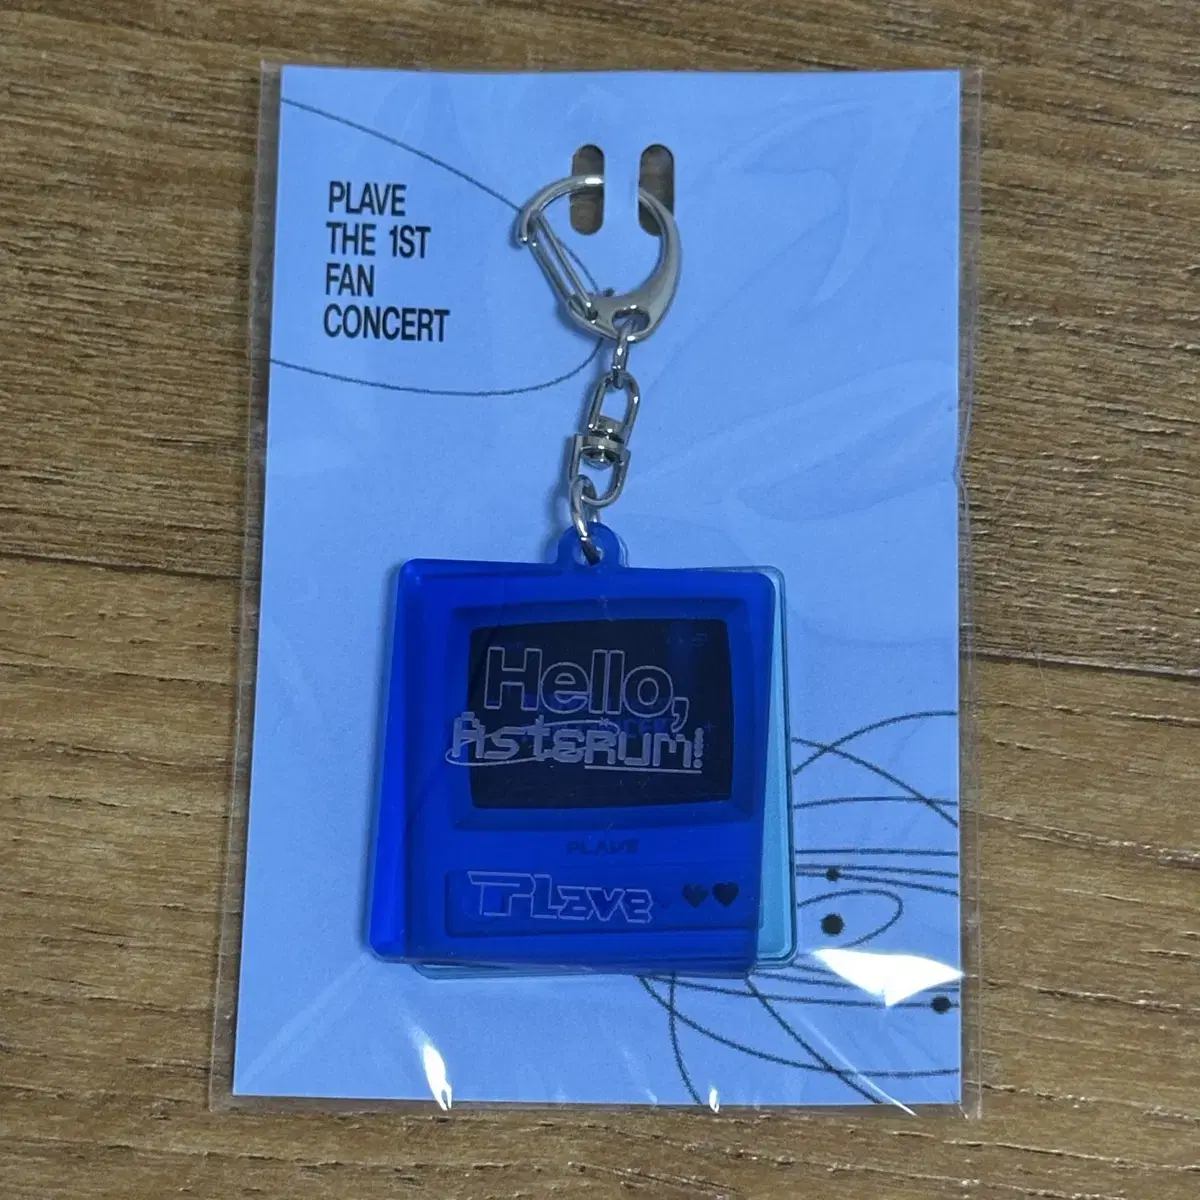 PLAVE
THE 1ST
FAN
CONCERT
Hello,
AsteRUM!
PLAVE
PLAVE